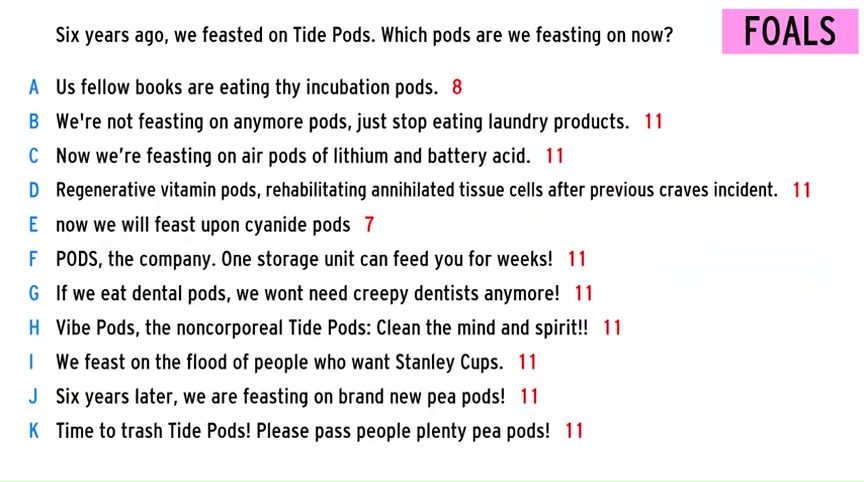 Six years ago, we feasted on Tide Pods. Which pods are we feasting on now?
FOALS
A Us fellow books are eating thy incubation pods. 8
B We're not feasting on anymore pods, just stop eating laundry products. 11
C Now we're feasting on air pods of lithium and battery acid. 11
D Regenerative vitamin pods, rehabilitating annihilated tissue cells after previous craves incident. 11
E now we will feast upon cyanide pods 7
F PODS, the company. One storage unit can feed you for weeks! 11
G If we eat dental pods, we wont need creepy dentists anymore! 11
H Vibe Pods, the noncorporeal Tide Pods: Clean the mind and spirit!! 11
I We feast on the flood of people who want Stanley Cups. 11
J Six years later, we are feasting on brand new pea pods! 11
K Time to trash Tide Pods! Please pass people plenty pea pods! 11